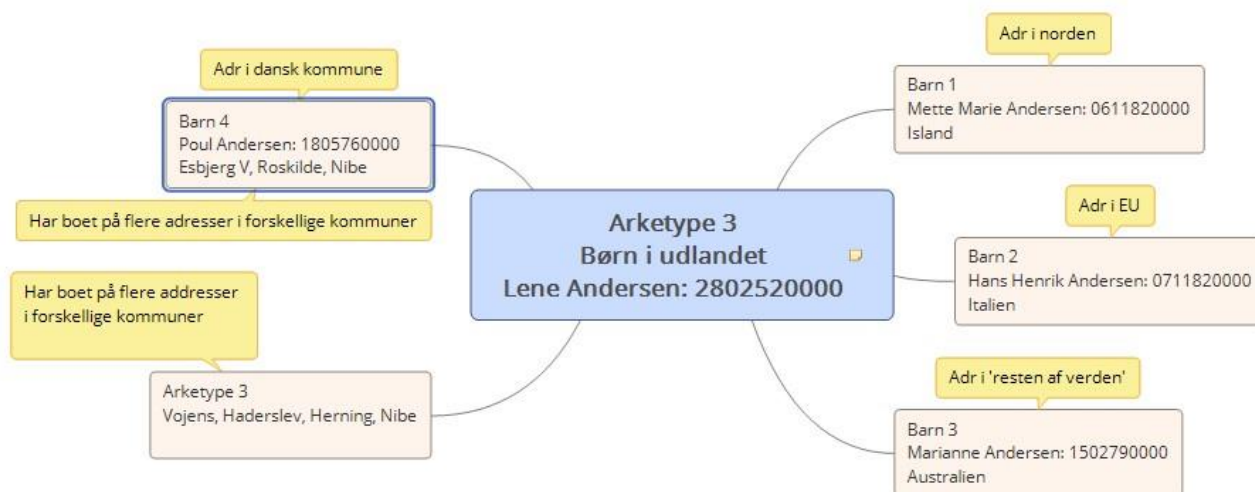 Adr i dansk kommune
Barn 4
Poul Andersen: 1805760000
Esbjerg V, Roskilde, Nibe
Har boet på flere adresser i forskellige kommuner
Har boet på flere addresser
i forskellige kommuner
Arketype 3
Vojens, Haderslev, Herning, Nibe
Arketype 3
Børn i udlandet
Lene Andersen: 2802520000
Adr i norden
Barn 1
Mette Marie Andersen: 0611820000
Island
Adr i EU
Barn 2
Hans Henrik Andersen: 0711820000
Italien
Adr i 'resten af verden'
Barn 3
Marianne Andersen: 1502790000
Australien